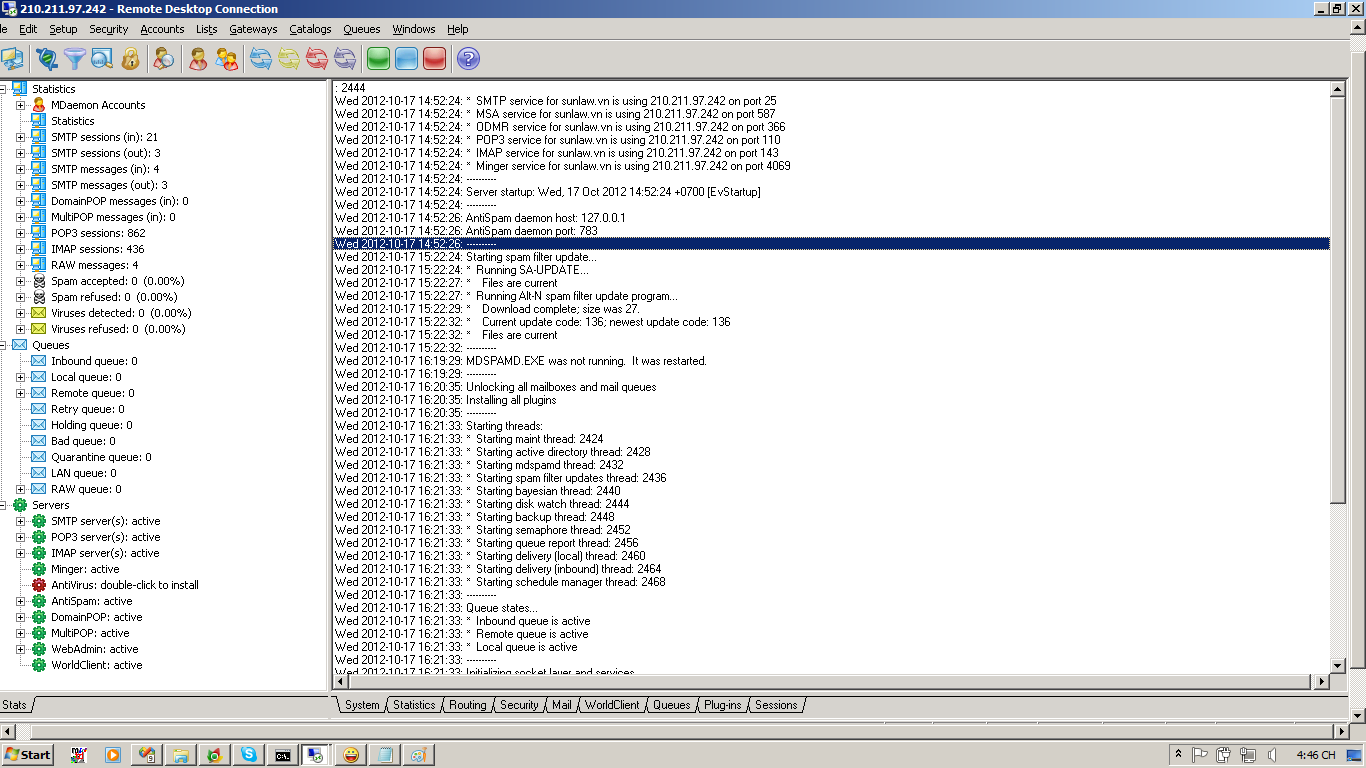 210.211.97.242 - Remote Desktop Connection
le Edit Setup Security Accounts Lists Gateways Catalogs Queues Windows Help
Statistics
MDaemon Accounts
Statistics
SMTP sessions (in): 21
SMTP sessions (out): 3
SMTP messages (in): 4
SMTP messages (out): 3
DomainPOP messages (in): 0
MultiPOP messages (in): 0
POP3 sessions: 862
IMAP sessions: 436
RAW messages: 4
Spam accepted: 0 (0.00%)
Spam refused: 0 (0.00%)
Viruses detected: 0 (0.00%)
Viruses refused: 0 (0.00%)
Queues
Inbound queue: 0
Local queue: 0
Remote queue: 0
Retry queue: 0
Holding queue: 0
Bad queue: 0
Quarantine queue: 0
LAN queue: 0
RAW queue: 0
Servers
SMTP server(s): active
POP3 server(s): active
IMAP server(s): active
Minger: active
AntiVirus: double-click to install
AntiSpam: active
DomainPOP: active
MultiPOP: active
WebAdmin: active
WorldClient: active
Stats
: 2444
Wed 2012-10-17 14:52:24: * SMTP service for sunlaw.vn is using 210.211.97.242 on port 25
Wed 2012-10-17 14:52:24: * MSA service for sunlaw.vn is using 210.211.97.242 on port 587
Wed 2012-10-17 14:52:24: * ODMR service for sunlaw.vn is using 210.211.97.242 on port 366
Wed 2012-10-17 14:52:24: * POP3 service for sunlaw.vn is using 210.211.97.242 on port 110
Wed 2012-10-17 14:52:24: * IMAP service for sunlaw.vn is using 210.211.97.242 on port 143
Wed 2012-10-17 14:52:24: * Minger service for sunlaw.vn is using 210.211.97.242 on port 4069
Wed 2012-10-17 14:52:24: ----------
Wed 2012-10-17 14:52:24: Server startup: Wed, 17 Oct 2012 14:52:24 +0700 [EvStartup]
Wed 2012-10-17 14:52:24: ----------
Wed 2012-10-17 14:52:26: AntiSpam daemon host: 127.0.0.1
Wed 2012-10-17 14:52:26: AntiSpam daemon port: 783
Wed 2012-10-17 14:52:26: ----------
Wed 2012-10-17 15:22:24: Starting spam filter update...
Wed 2012-10-17 15:22:24: * Running SA-UPDATE...
Wed 2012-10-17 15:22:27: * Files are current
Wed 2012-10-17 15:22:27: * Running Alt-N spam filter update program...
Wed 2012-10-17 15:22:29: * Download complete; size was 27.
Wed 2012-10-17 15:22:32: * Current update code: 136; newest update code: 136
Wed 2012-10-17 15:22:32: * Files are current
Wed 2012-10-17 15:22:32: ----------
Wed 2012-10-17 16:19:29: MDSPAMD.EXE was not running. It was restarted.
Wed 2012-10-17 16:19:29: ----------
Wed 2012-10-17 16:20:35: Unlocking all mailboxes and mail queues
Wed 2012-10-17 16:20:35: Installing all plugins
Wed 2012-10-17 16:20:35: ----------
Wed 2012-10-17 16:21:33: Starting threads:
Wed 2012-10-17 16:21:33: * Starting maint thread: 2424
Wed 2012-10-17 16:21:33: * Starting active directory thread: 2428
Wed 2012-10-17 16:21:33: * Starting mdspamd thread: 2432
Wed 2012-10-17 16:21:33: * Starting spam filter updates thread: 2436
Wed 2012-10-17 16:21:33: * Starting bayesian thread: 2440
Wed 2012-10-17 16:21:33: * Starting disk watch thread: 2444
Wed 2012-10-17 16:21:33: * Starting backup thread: 2448
Wed 2012-10-17 16:21:33: * Starting semaphore thread: 2452
Wed 2012-10-17 16:21:33: * Starting queue report thread: 2456
Wed 2012-10-17 16:21:33: * Starting delivery (local) thread: 2460
Wed 2012-10-17 16:21:33: * Starting delivery (inbound) thread: 2464
Wed 2012-10-17 16:21:33: * Starting schedule manager thread: 2468
Wed 2012-10-17 16:21:33: ----------
Wed 2012-10-17 16:21:33: Queue states...
Wed 2012-10-17 16:21:33: * Inbound queue is active
Wed 2012-10-17 16:21:33: * Remote queue is active
Wed 2012-10-17 16:21:33: * Local queue is active
Wed 2012-10-17 16:21:33: ----------
Wed 2012-10-17 16:21:33: Initializing socket layer and services
System Statistics Routing Security Mail WorldClient Queues Plug-ins Sessions
Start
4:46 CH